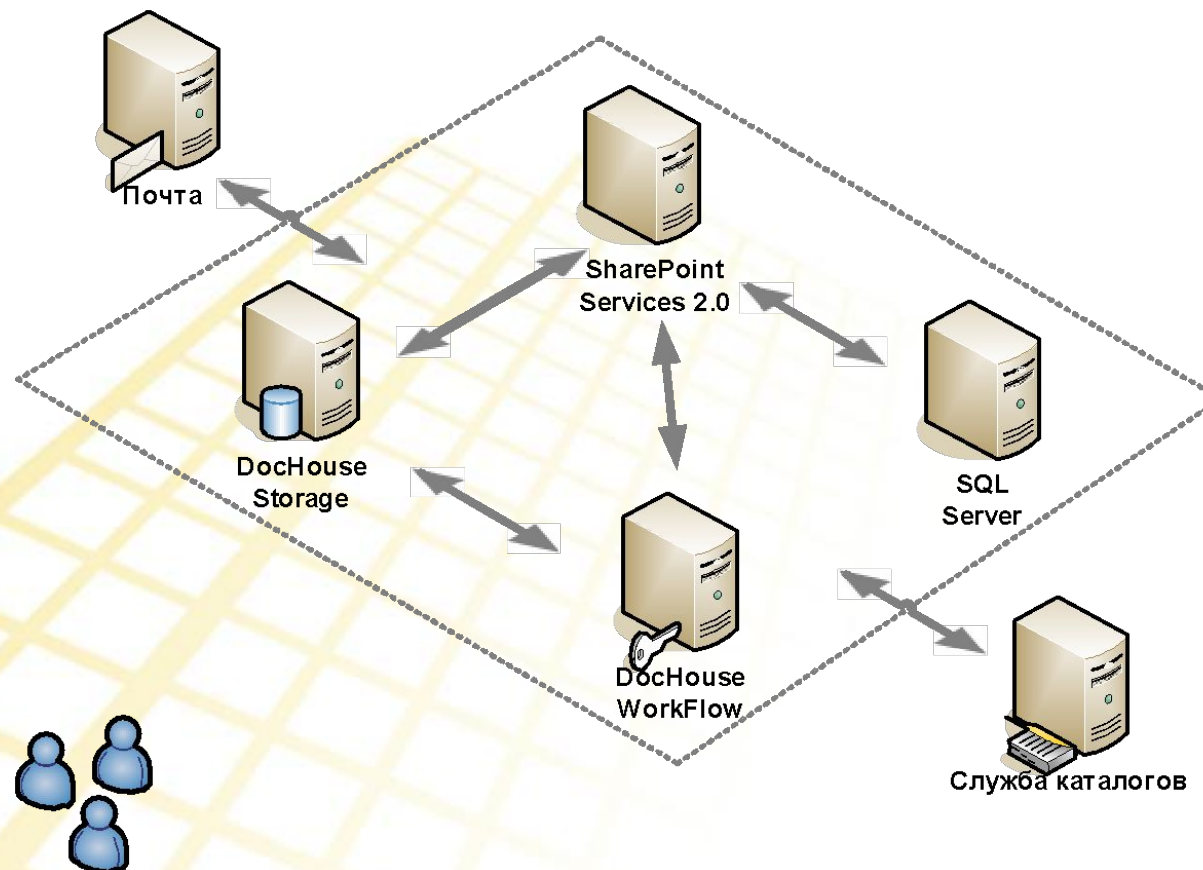 Почта
SharePoint
Services 2.0
DocHouse
Storage
SQL
Server
DocHouse
WorkFlow
Служба каталогов